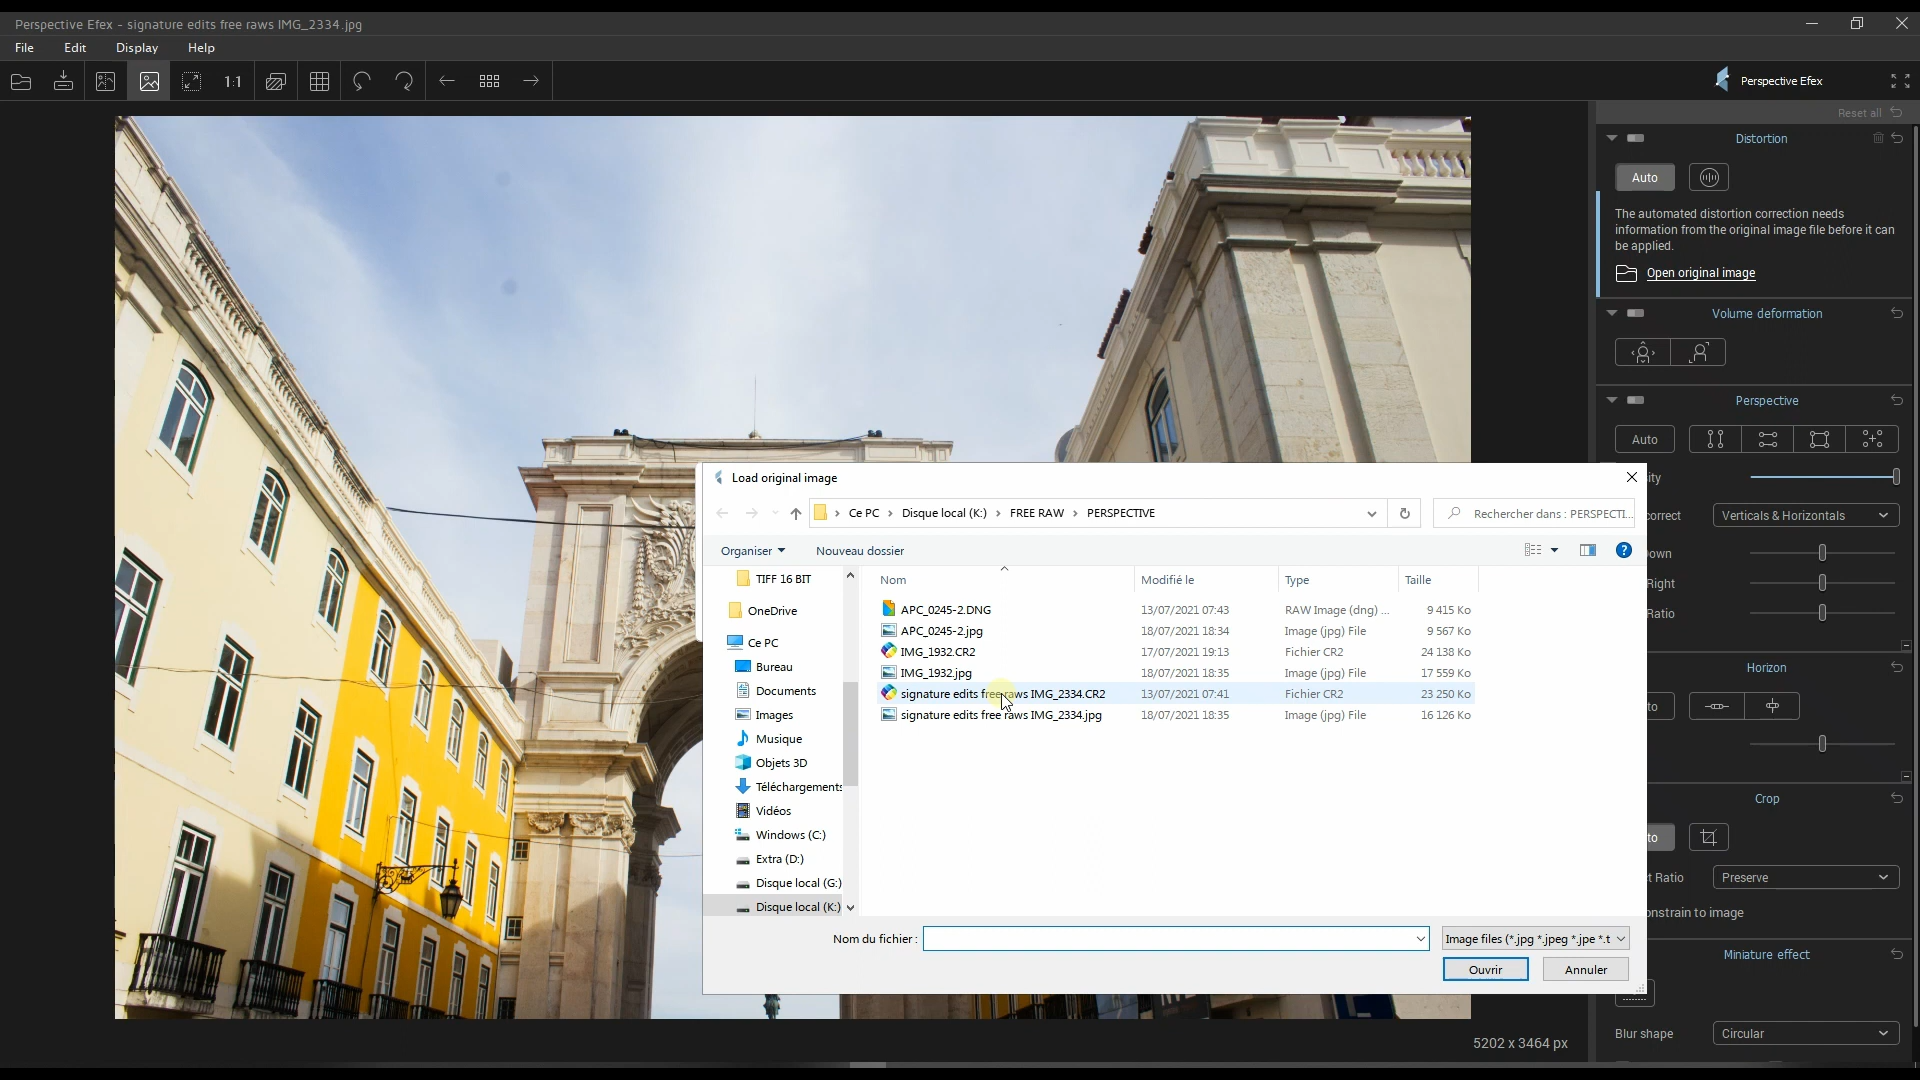 Perspective Efex - signature edits free raws IMG_2334.jpg
File Edit Display Help
1:1
Perspective Efex
Reset all
Distortion
Auto
The automated distortion correction needs
information from the original image file before it can
be applied.
Open original image
Volume deformation
Perspective
Auto
ity
correct Verticals & Horizontals
own
Right
Ratio
Horizon
to
Crop
to
t Ratio Preserve
onstrain to image
Miniature effect
Blur shape Circular
5202 x 3464 px
Load original image
Ce PC > Disque local (K:) > FREE RAW > PERSPECTIVE
Rechercher dans : PERSPECTI...
Organiser Nouveau dossier
?
TIFF 16 BIT
OneDrive
Ce PC
Bureau
Documents
Images
Musique
Objets 3D
Téléchargements
Vidéos
Windows (C:)
Extra (D:)
Disque local (G:)
Disque local (K:)
Nom Modifié le Type Taille
APC_0245-2.DNG 13/07/2021 07:43 RAW Image (dng) ... 9 415 Ko
APC_0245-2.jpg 18/07/2021 18:34 Image (jpg) File 9 567 Ko
IMG_1932.CR2 17/07/2021 19:13 Fichier CR2 24 138 Ko
IMG_1932.jpg 18/07/2021 18:35 Image (jpg) File 17 559 Ko
signature edits free raws IMG_2334.CR2 13/07/2021 07:41 Fichier CR2 23 250 Ko
signature edits free raws IMG_2334.jpg 18/07/2021 18:35 Image (jpg) File 16 126 Ko
Nom du fichier :
Image files (*.jpg *.jpeg *.jpe *.t
Ouvrir Annuler